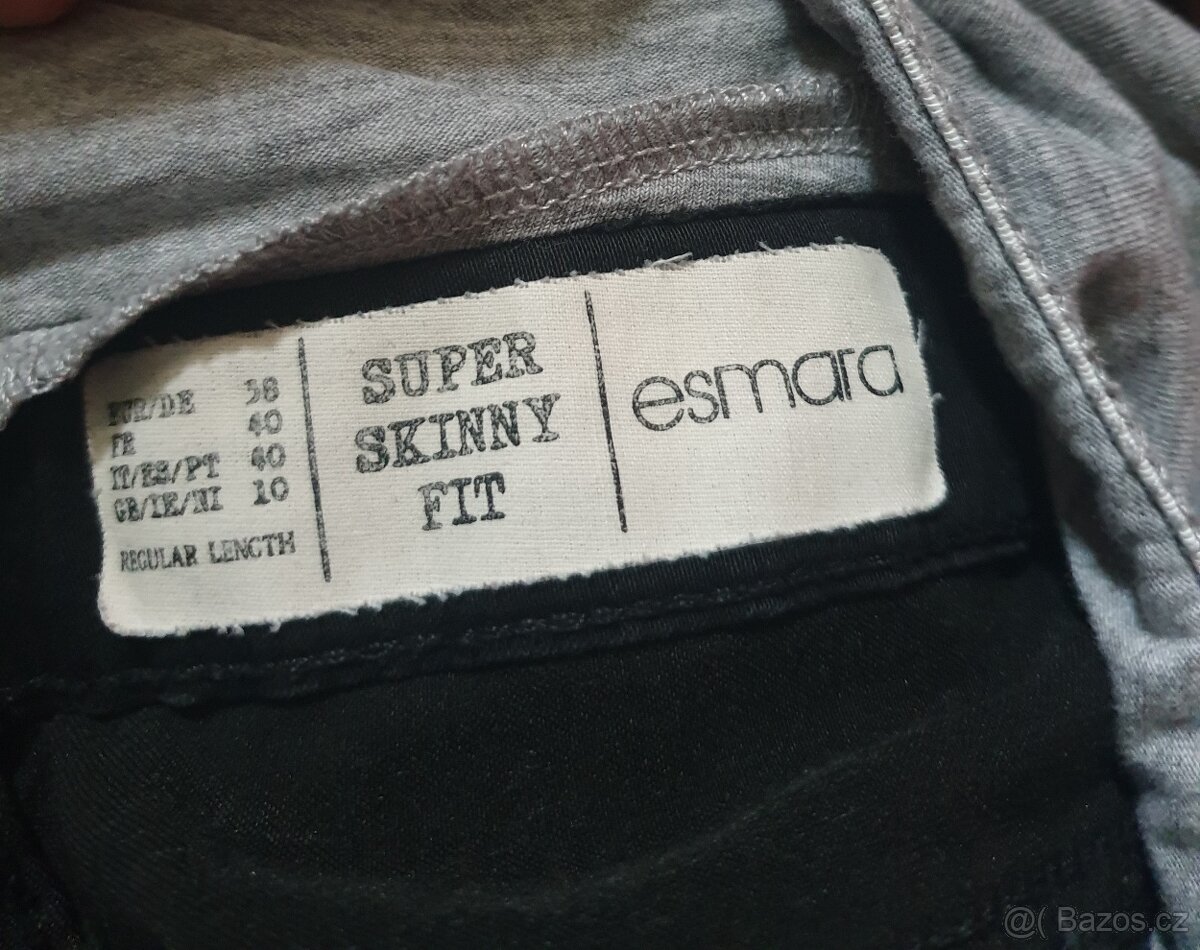 EUR/DE 38
FR 40
IT/ES/PT 40
GB/IE/NI 10
REGULAR LENGTH
SUPER
SKINNY
FIT
esmara
@( Bazos.cz